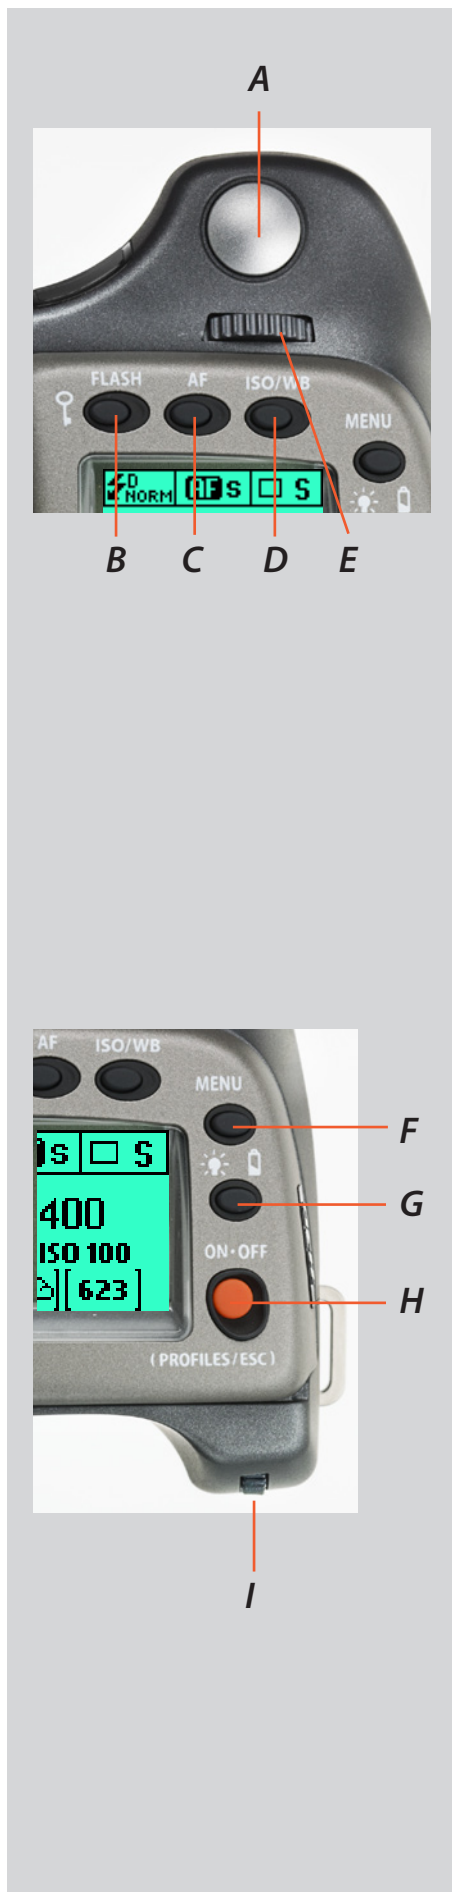 A
FLASH AF ISO/WB
MENU
D
NORM AF S S
B C D E
AF ISO/WB
MENU
F
S S
G
400
ISO 100
ON•OFF
[623]
H
(PROFILES/ESC)
I